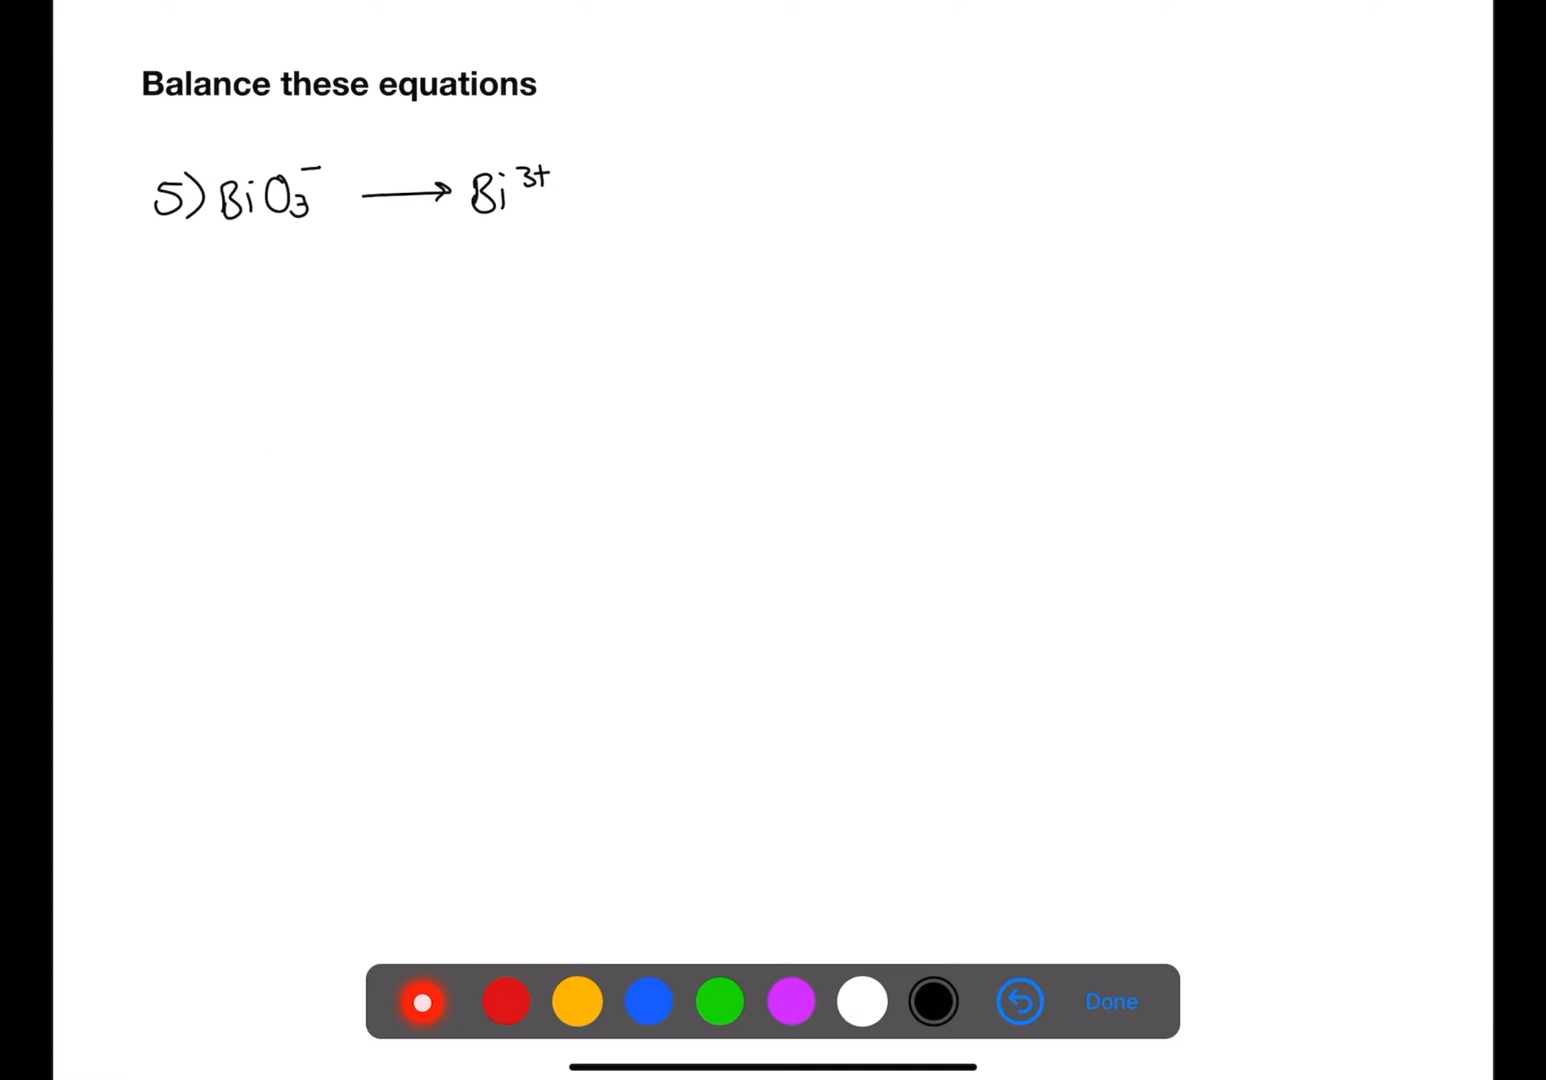 Balance these equations
5) BiO₃⁻ ⟶ Bi³⁺
Done